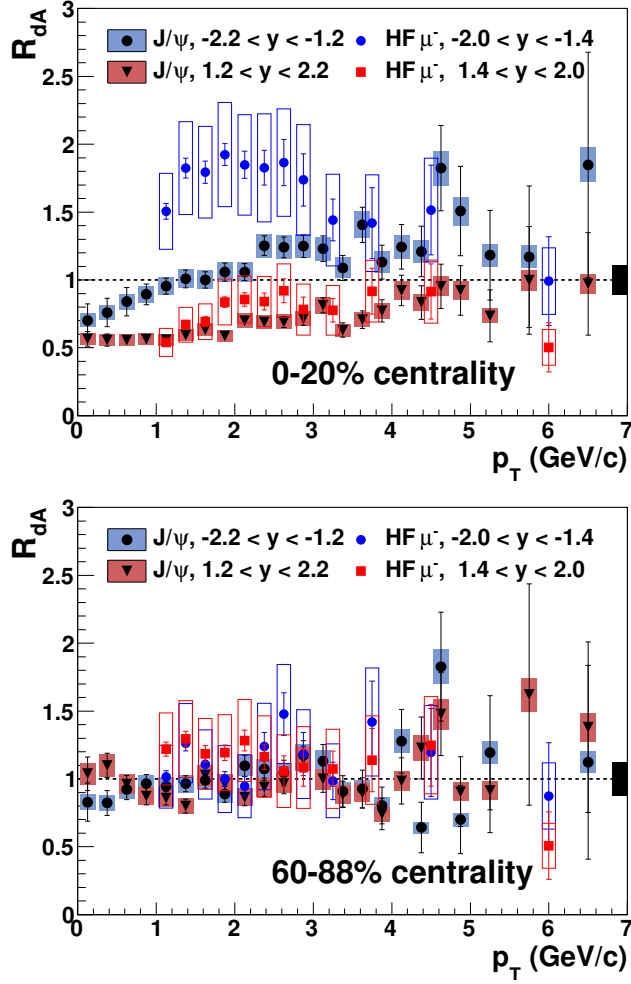 R_dA
3
J/ψ, -2.2 < y < -1.2 HF μ⁻, -2.0 < y < -1.4
J/ψ, 1.2 < y < 2.2 HF μ⁻, 1.4 < y < 2.0
2.5
2
1.5
1
0.5
0-20% centrality
0
0 1 2 3 4 5 6 7
p_T (GeV/c)
R_dA
3
J/ψ, -2.2 < y < -1.2 HF μ⁻, -2.0 < y < -1.4
J/ψ, 1.2 < y < 2.2 HF μ⁻, 1.4 < y < 2.0
2.5
2
1.5
1
0.5
60-88% centrality
0
0 1 2 3 4 5 6 7
p_T (GeV/c)